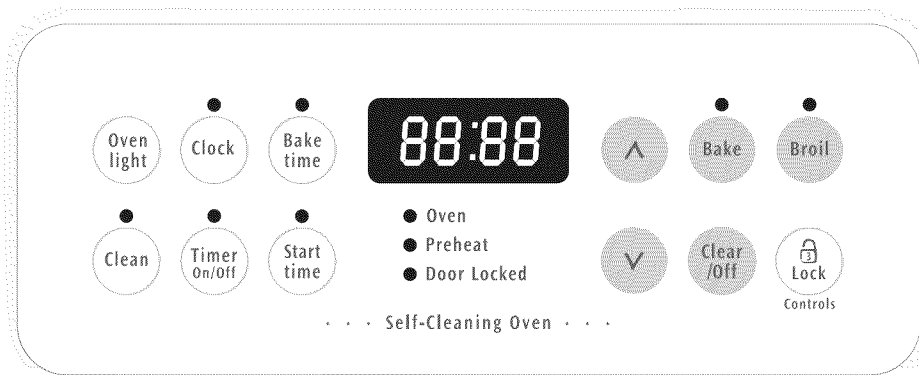 Oven
light
Clock
Bake
time
88:88
Bake
Broil
Clean
Timer
On/Off
Start
time
Oven
Preheat
Door Locked
Clear
/Off
3
Lock
Controls
· · · Self-Cleaning Oven · · ·